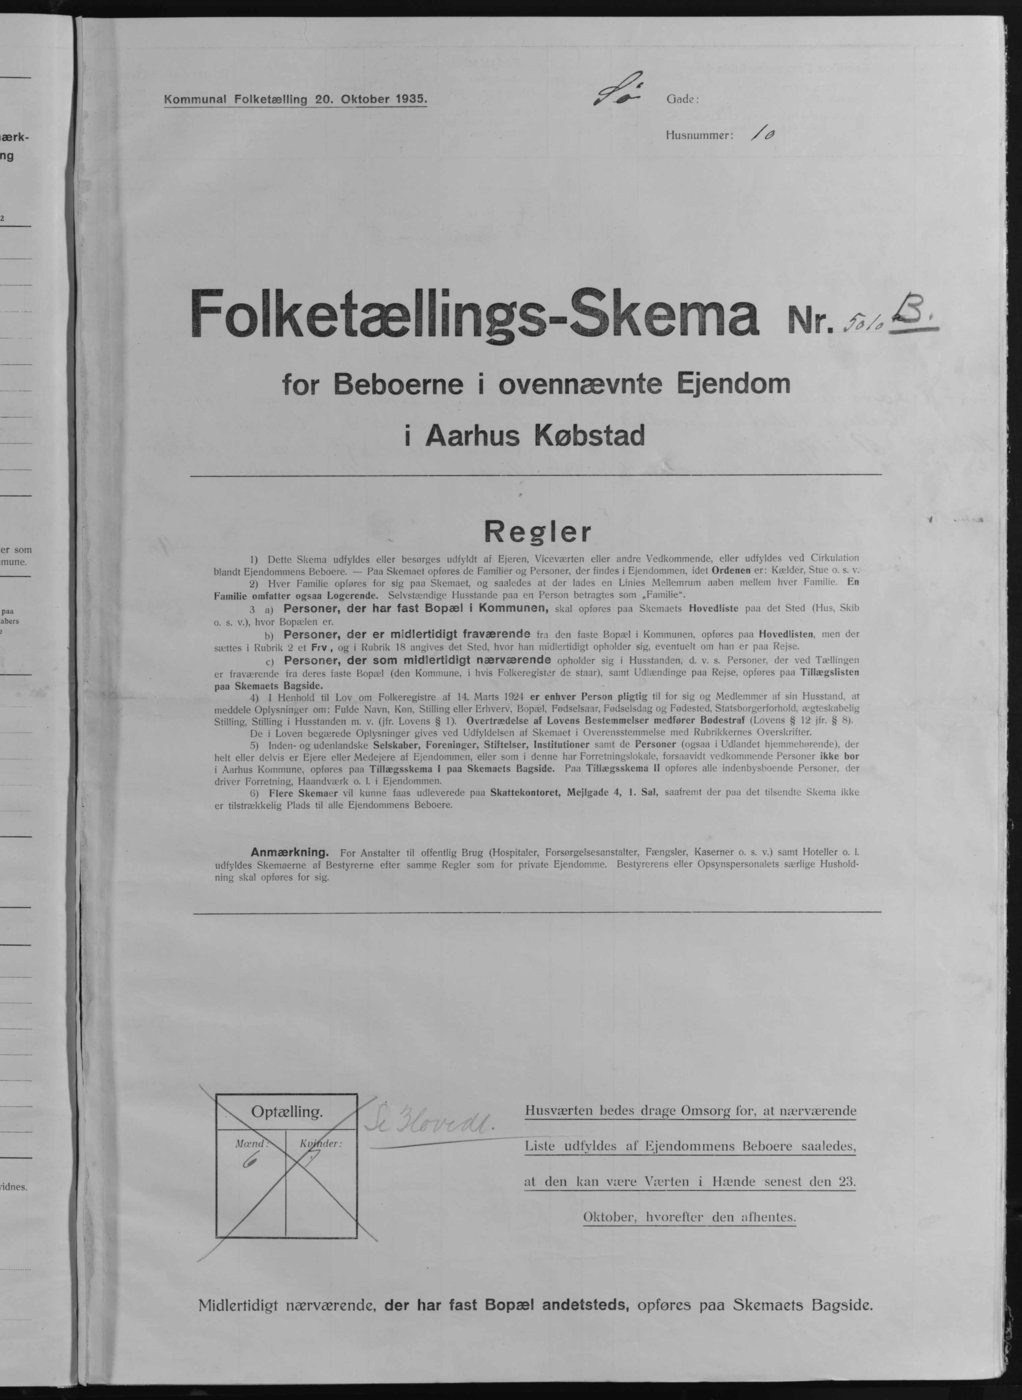 ærk-
ng
2
er som
mune.
paa
abers
vidnes.
Kommunal Folketælling 20. Oktober 1935.
Sø Gade:
Husnummer: 10
Folketællings-Skema Nr. 5010 B.
for Beboerne i ovennævnte Ejendom
i Aarhus Købstad
Regler
1) Dette Skema udfyldes eller besørges udfyldt af Ejeren, Viceværten eller andre Vedkommende, eller udfyldes ved Cirkulation
blandt Ejendommens Beboere. — Paa Skemaet opføres de Familier og Personer, der findes i Ejendommen, idet Ordenen er: Kælder, Stue o. s. v.
2) Hver Familie opføres for sig paa Skemaet, og saaledes at der lades en Linies Mellemrum aaben mellem hver Familie. En
Familie omfatter ogsaa Logerende. Selvstændige Husstande paa en Person betragtes som „Familie“.
3 a) Personer, der har fast Bopæl i Kommunen, skal opføres paa Skemaets Hovedliste paa det Sted (Hus, Skib
o. s. v.), hvor Bopælen er.
b) Personer, der er midlertidigt fraværende fra den faste Bopæl i Kommunen, opføres paa Hovedlisten, men der
sættes i Rubrik 2 et Frv., og i Rubrik 18 angives det Sted, hvor han midlertidigt opholder sig, eventuelt om han er paa Rejse.
c) Personer, der som midlertidigt nærværende opholder sig i Husstanden, d. v. s. Personer, der ved Tællingen
er fraværende fra deres faste Bopæl (den Kommune, i hvis Folkeregister de staar), samt Udlændinge paa Rejse, opføres paa Tillægslisten
paa Skemaets Bagside.
4) I Henhold til Lov om Folkeregistre af 14. Marts 1924 er enhver Person pligtig til for sig og Medlemmer af sin Husstand, at
meddele Oplysninger om: Fulde Navn, Køn, Stilling eller Erhverv, Bopæl, Fødselsaar, Fødselsdag og Fødested, Statsborgerforhold, ægteskabelig
Stilling, Stilling i Husstanden m. v. (jfr. Lovens § 1). Overtrædelse af Lovens Bestemmelser medfører Bødestraf (Lovens § 12 jfr. § 8).
De i Loven begærede Oplysninger gives ved Udfyldelsen af Skemaet i Overensstemmelse med Rubrikkernes Overskrifter.
5) Inden- og udenlandske Selskaber, Foreninger, Stiftelser, Institutioner samt de Personer (ogsaa i Udlandet hjemmehørende), der
helt eller delvis er Ejere eller Medejere af Ejendommen, eller som i denne har Forretningslokale, forsaavidt vedkommende Personer ikke bor
i Aarhus Kommune, opføres paa Tillægsskema I paa Skemaets Bagside. Paa Tillægsskema II opføres alle indenbysboende Personer, der
driver Forretning, Haandværk o. l. i Ejendommen.
6) Flere Skemaer vil kunne faas udleverede paa Skattekontoret, Mejlgade 4, 1. Sal, saafremt der paa det tilsendte Skema ikke
er tilstrækkelig Plads til alle Ejendommens Beboere.
Anmærkning. For Anstalter til offentlig Brug (Hospitaler, Forsørgelsesanstalter, Fængsler, Kaserner o. s. v.) samt Hoteller o. l.
udfyldes Skemaerne af Bestyrerne efter samme Regler som for private Ejendomme. Bestyrerens eller Opsynspersonalets særlige Hushold-
ning skal opføres for sig.
Optælling.
Mænd: Kvinder:
6 7
Se Hovedl.
Husværten bedes drage Omsorg for, at nærværende
Liste udfyldes af Ejendommens Beboere saaledes,
at den kan være Værten i Hænde senest den 23.
Oktober, hvorefter den afhentes.
Midlertidigt nærværende, der har fast Bopæl andetsteds, opføres paa Skemaets Bagside.